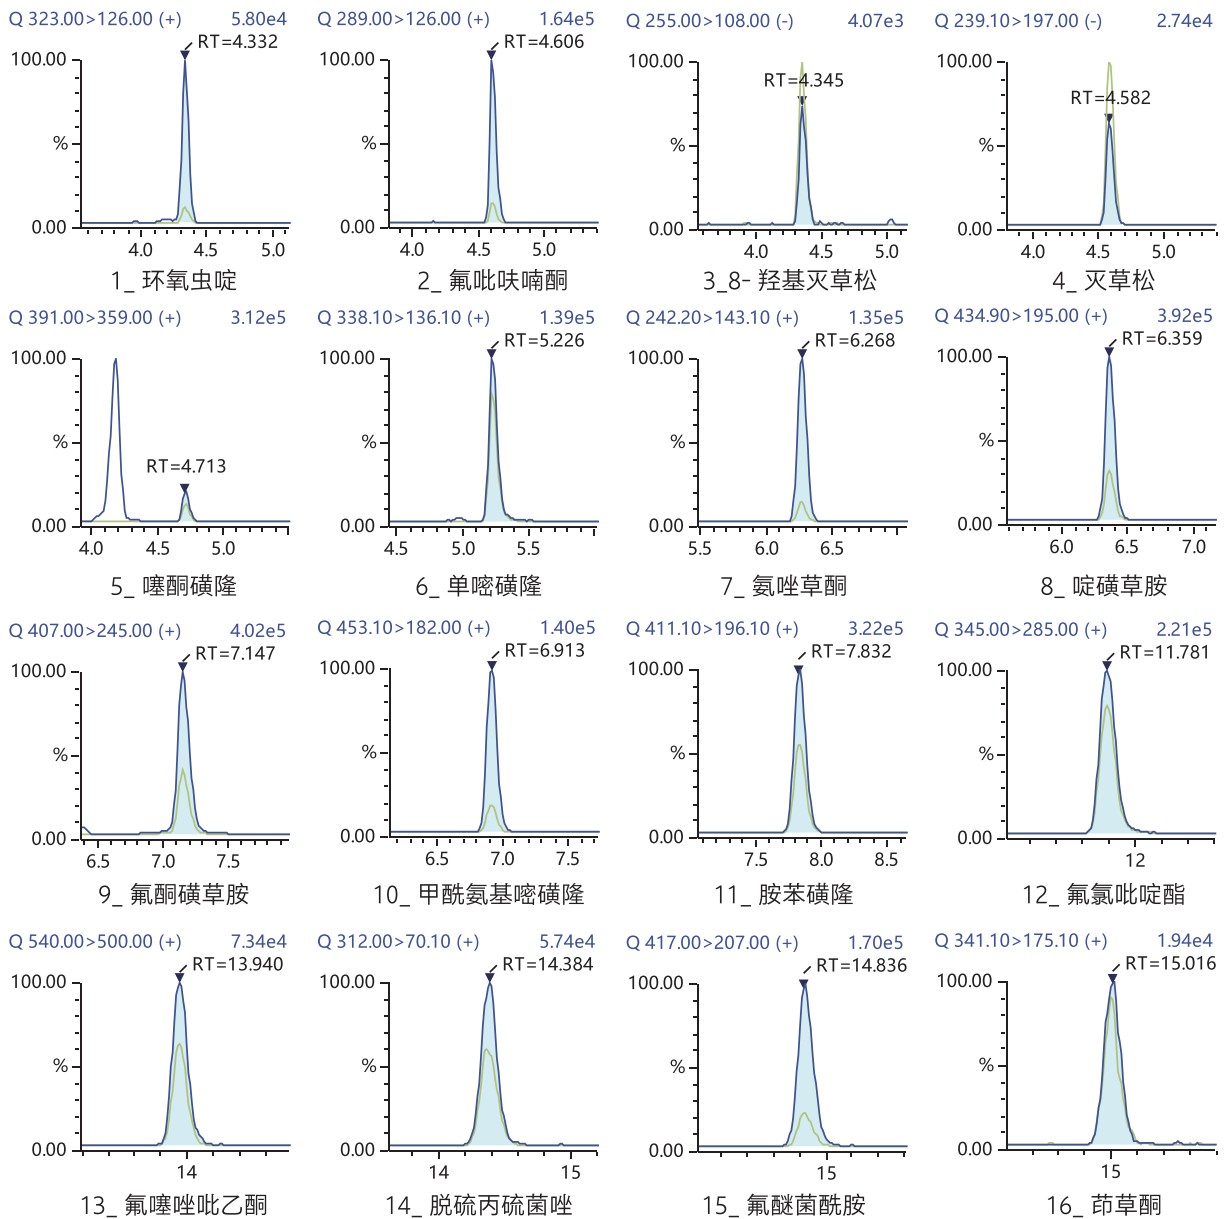 Q 323.00>126.00 (+) 5.80e4
RT=4.332
100.00
%
0.00
4.0 4.5 5.0
1_ 环氧虫啶
Q 289.00>126.00 (+) 1.64e5
RT=4.606
100.00
%
0.00
4.0 4.5 5.0
2_ 氟吡呋喃酮
Q 255.00>108.00 (-) 4.07e3
RT=4.345
100.00
%
0.00
4.0 4.5 5.0
3_8- 羟基灭草松
Q 239.10>197.00 (-) 2.74e4
RT=4.582
100.00
%
0.00
4.0 4.5 5.0
4_ 灭草松
Q 391.00>359.00 (+) 3.12e5
RT=4.713
100.00
%
0.00
4.0 4.5 5.0
5_ 噻酮磺隆
Q 338.10>136.10 (+) 1.39e5
RT=5.226
100.00
%
0.00
4.5 5.0 5.5 6.0
6_ 单嘧磺隆
Q 242.20>143.10 (+) 1.35e5
RT=6.268
100.00
%
0.00
5.5 6.0 6.5
7_ 氨唑草酮
Q 434.90>195.00 (+) 3.92e5
RT=6.359
100.00
%
0.00
6.0 6.5 7.0
8_ 啶磺草胺
Q 407.00>245.00 (+) 4.02e5
RT=7.147
100.00
%
0.00
6.5 7.0 7.5
9_ 氟酮磺草胺
Q 453.10>182.00 (+) 1.40e5
RT=6.913
100.00
%
0.00
6.5 7.0 7.5
10_ 甲酰氨基嘧磺隆
Q 411.10>196.10 (+) 3.22e5
RT=7.832
100.00
%
0.00
7.5 8.0 8.5
11_ 胺苯磺隆
Q 345.00>285.00 (+) 2.21e5
RT=11.781
100.00
%
0.00
12
12_ 氟氯吡啶酯
Q 540.00>500.00 (+) 7.34e4
RT=13.940
100.00
%
0.00
14
13_ 氟噻唑吡乙酮
Q 312.00>70.10 (+) 5.74e4
RT=14.384
100.00
%
0.00
14 15
14_ 脱硫丙硫菌唑
Q 417.00>207.00 (+) 1.70e5
RT=14.836
100.00
%
0.00
15
15_ 氟醚菌酰胺
Q 341.10>175.10 (+) 1.94e4
RT=15.016
100.00
%
0.00
15
16_ 茚草酮